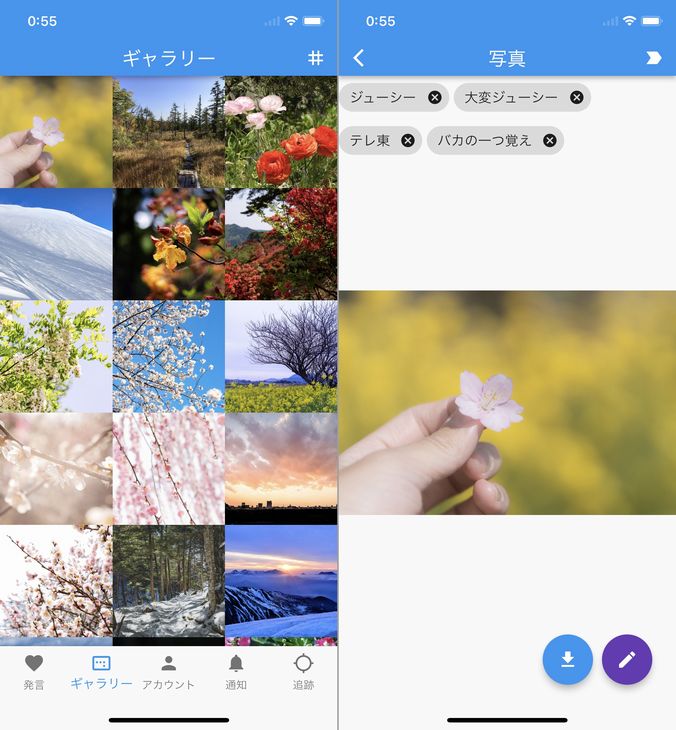 0:55
ギャラリー
発言
ギャラリー
アカウント
通知
追跡
0:55
写真
ジューシー
大変ジューシー
テレ東
バカの一つ覚え